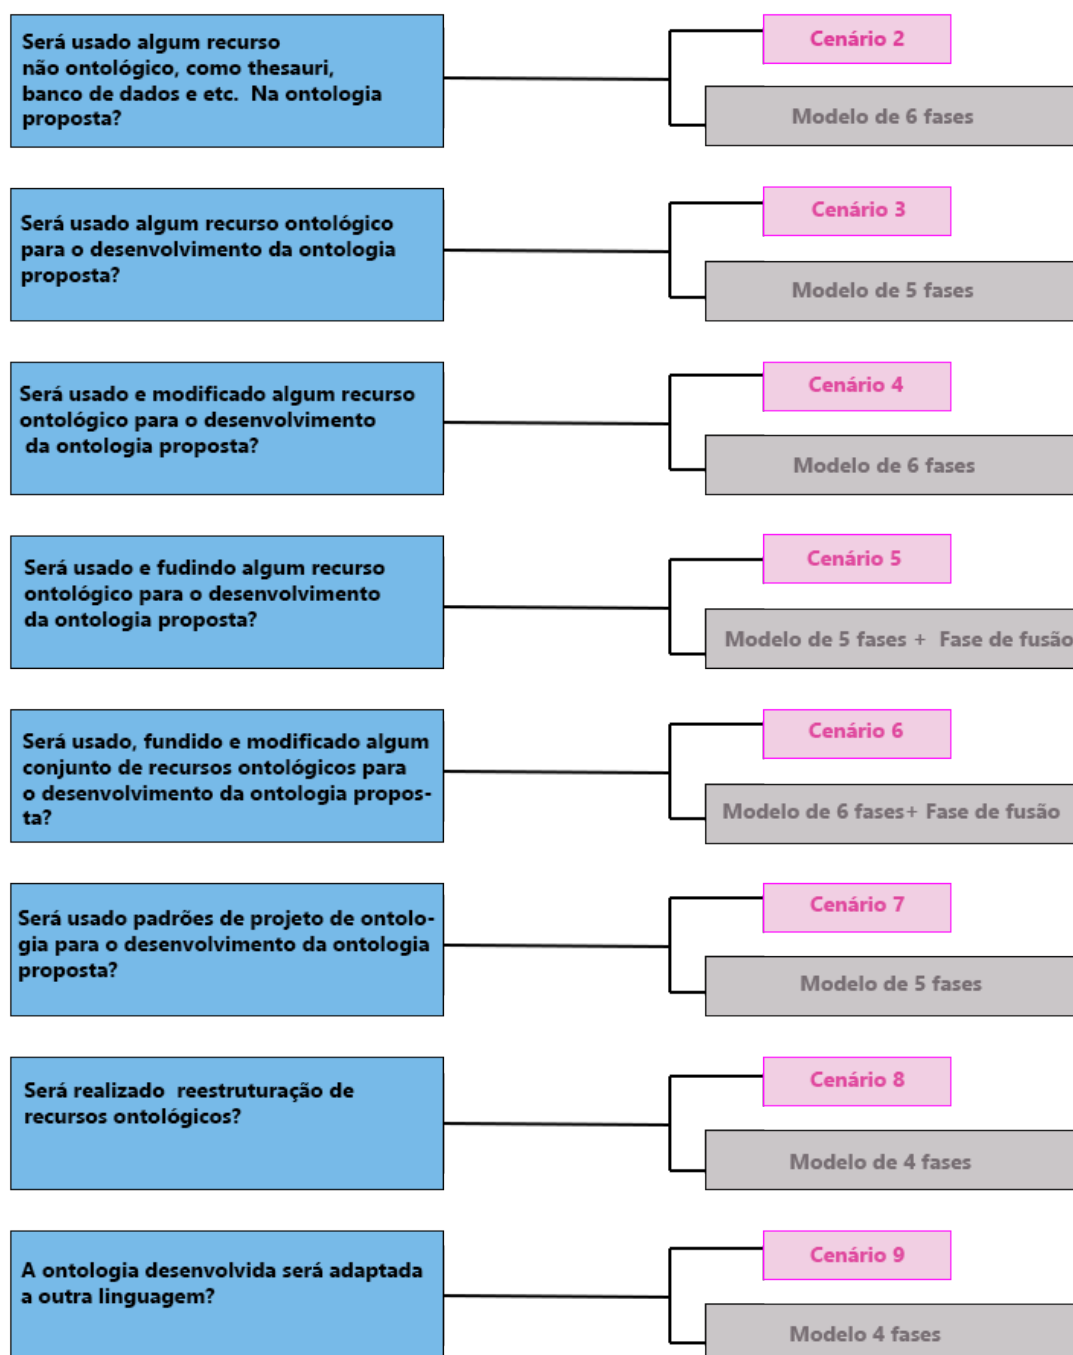 Será usado algum recurso
não ontológico, como thesauri,
banco de dados e etc.  Na ontologia
proposta?
Cenário 2
Modelo de 6 fases
Será usado algum recurso ontológico
para o desenvolvimento da ontologia
proposta?
Cenário 3
Modelo de 5 fases
Será usado e modificado algum recurso
ontológico para o desenvolvimento
da ontologia proposta?
Cenário 4
Modelo de 6 fases
Será usado e fudindo algum recurso
ontológico para o desenvolvimento
da ontologia proposta?
Cenário 5
Modelo de 5 fases +  Fase de fusão
Será usado, fundido e modificado algum
conjunto de recursos ontológicos para
o desenvolvimento da ontologia propos-
ta?
Cenário 6
Modelo de 6 fases+ Fase de fusão
Será usado padrões de projeto de ontolo-
gia para o desenvolvimento da ontologia
proposta?
Cenário 7
Modelo de 5 fases
Será realizado  reestruturação de
recursos ontológicos?
Cenário 8
Modelo de 4 fases
A ontologia desenvolvida será adaptada
a outra linguagem?
Cenário 9
Modelo 4 fases